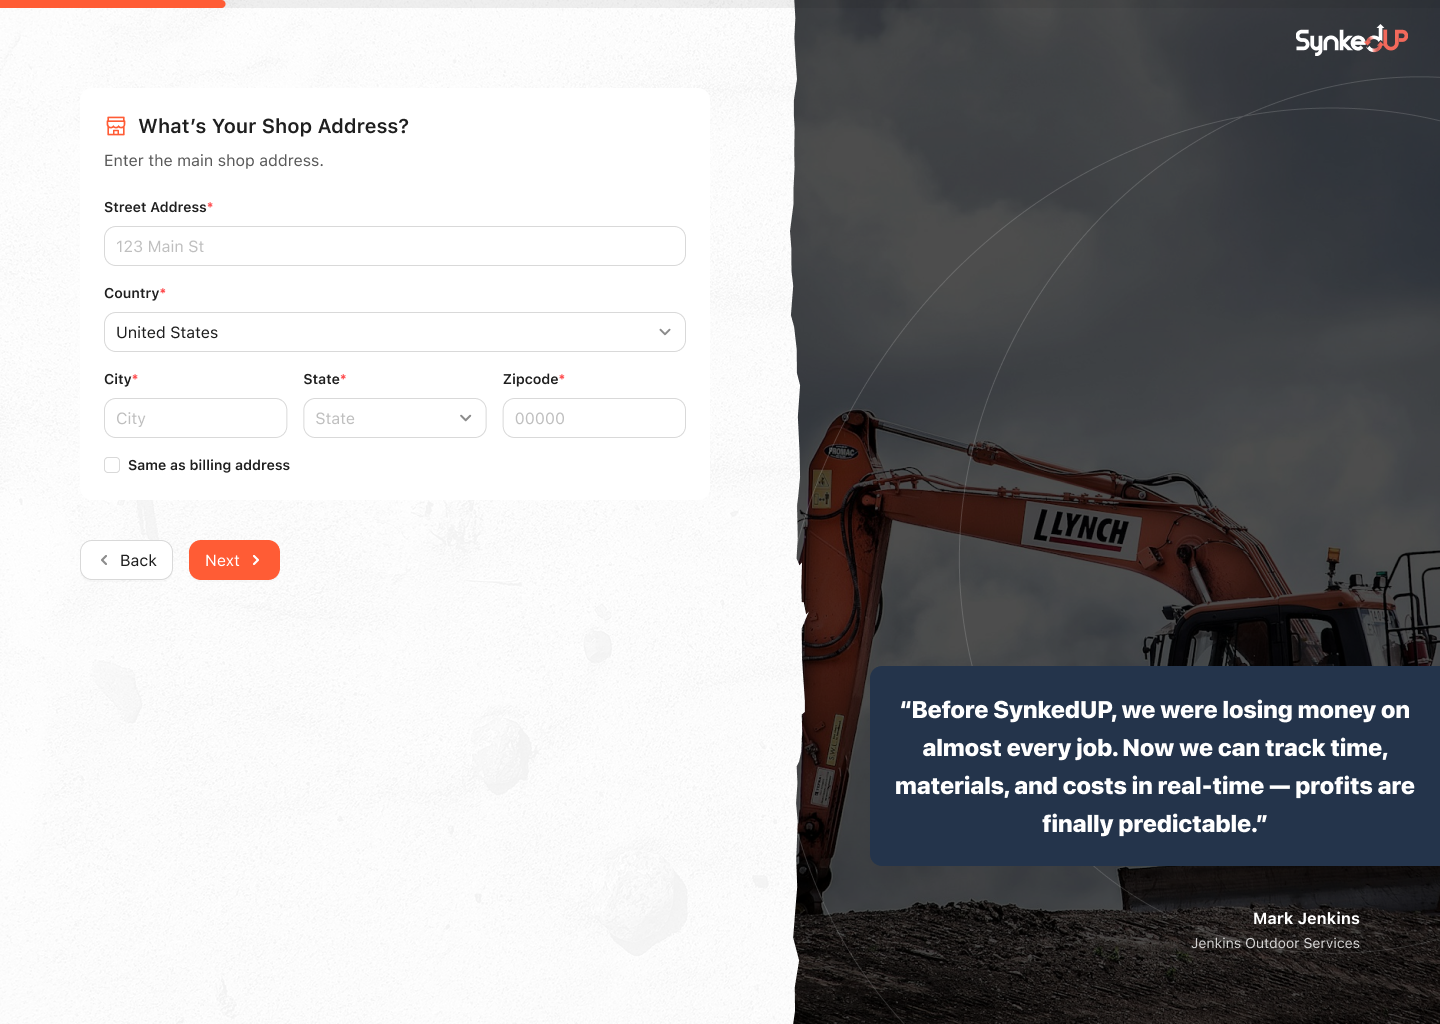 SynkedUP
What's Your Shop Address?
Enter the main shop address.
Street Address*
123 Main St
Country*
United States
City* State* Zipcode*
City State 00000
Same as billing address
Back Next
PROMAC
LLYNCH
“Before SynkedUP, we were losing money on
almost every job. Now we can track time,
materials, and costs in real-time — profits are
finally predictable.”
Mark Jenkins
Jenkins Outdoor Services